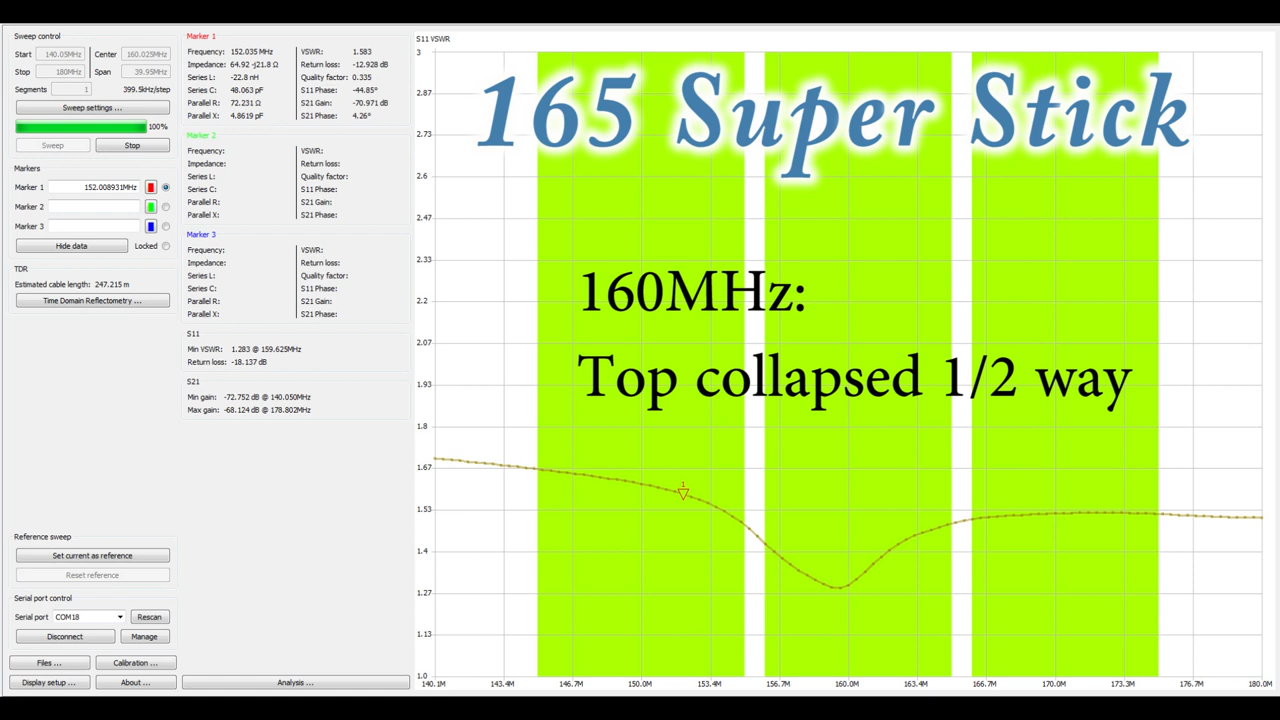 Sweep control
Start 140.05MHz Center 160.025MHz
Stop 180MHz Span 39.95MHz
Segments 1 399.5kHz/step
Sweep settings ...
100%
Sweep Stop
Markers
Marker 1 152.008931MHz
Marker 2
Marker 3
Hide data Locked
TDR
Estimated cable length: 247.215 m
Time Domain Reflectometry ...
Reference sweep
Set current as reference
Reset reference
Serial port control
Serial port COM18 Rescan
Disconnect Manage
Files ... Calibration ...
Display setup ... About ...
Marker 1
Frequency: 152.035 MHz VSWR: 1.583
Impedance: 64.92 -j21.8 Ω Return loss: -12.928 dB
Series L: -22.8 nH Quality factor: 0.335
Series C: 48.063 pF S11 Phase: -44.85°
Parallel R: 72.231 Ω S21 Gain: -70.971 dB
Parallel X: 4.8619 pF S21 Phase: 4.26°
Marker 2
Frequency: VSWR:
Impedance: Return loss:
Series L: Quality factor:
Series C: S11 Phase:
Parallel R: S21 Gain:
Parallel X: S21 Phase:
Marker 3
Frequency: VSWR:
Impedance: Return loss:
Series L: Quality factor:
Series C: S11 Phase:
Parallel R: S21 Gain:
Parallel X: S21 Phase:
S11
Min VSWR: 1.283 @ 159.625MHz
Return loss: -18.137 dB
S21
Min gain: -72.752 dB @ 140.050MHz
Max gain: -68.124 dB @ 178.802MHz
Analysis ...
S11 VSWR
165 Super Stick
160MHz:
Top collapsed 1/2 way
3
2.87
2.73
2.6
2.47
2.33
2.2
2.07
1.93
1.8
1.67
1.53
1.4
1.27
1.13
1.0
1
140.1M 143.4M 146.7M 150.0M 153.4M 156.7M 160.0M 163.4M 166.7M 170.0M 173.3M 176.7M 180.0M